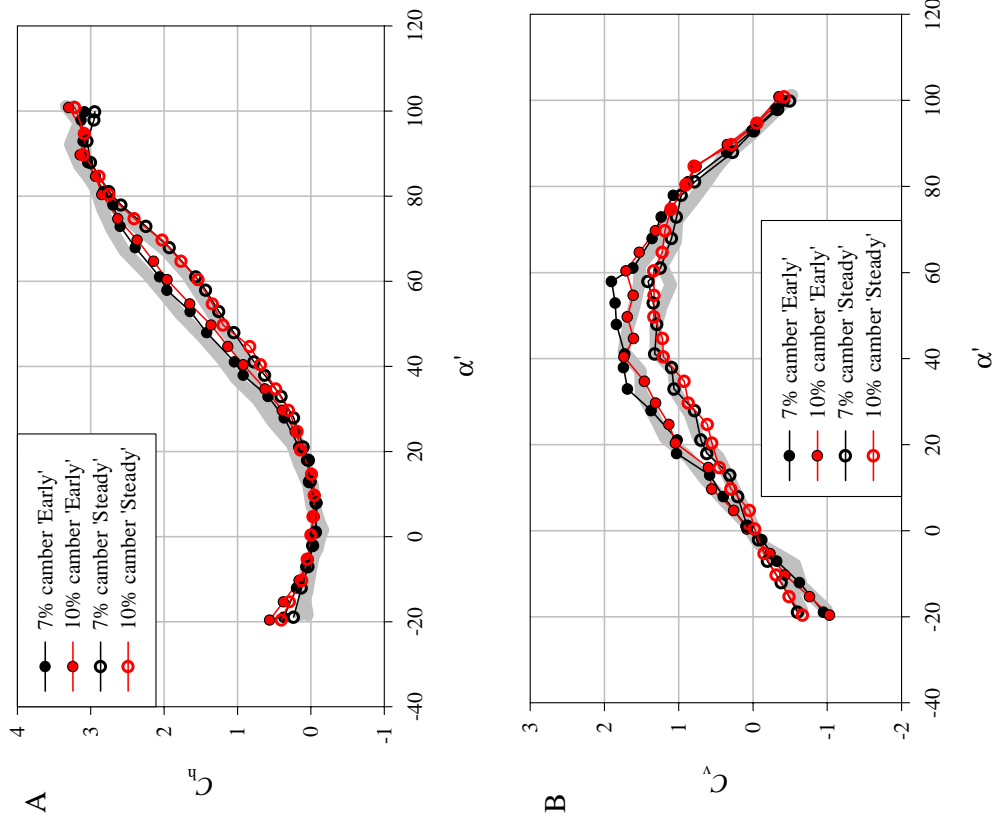 A
4
3
2
1
0
-1
C_h
-40
-20
0
20
40
60
80
100
120
α'
7% camber 'Early'
10% camber 'Early'
7% camber 'Steady'
10% camber 'Steady'
B
3
2
1
0
-1
-2
C_v
-40
-20
0
20
40
60
80
100
120
α'
7% camber 'Early'
10% camber 'Early'
7% camber 'Steady'
10% camber 'Steady'